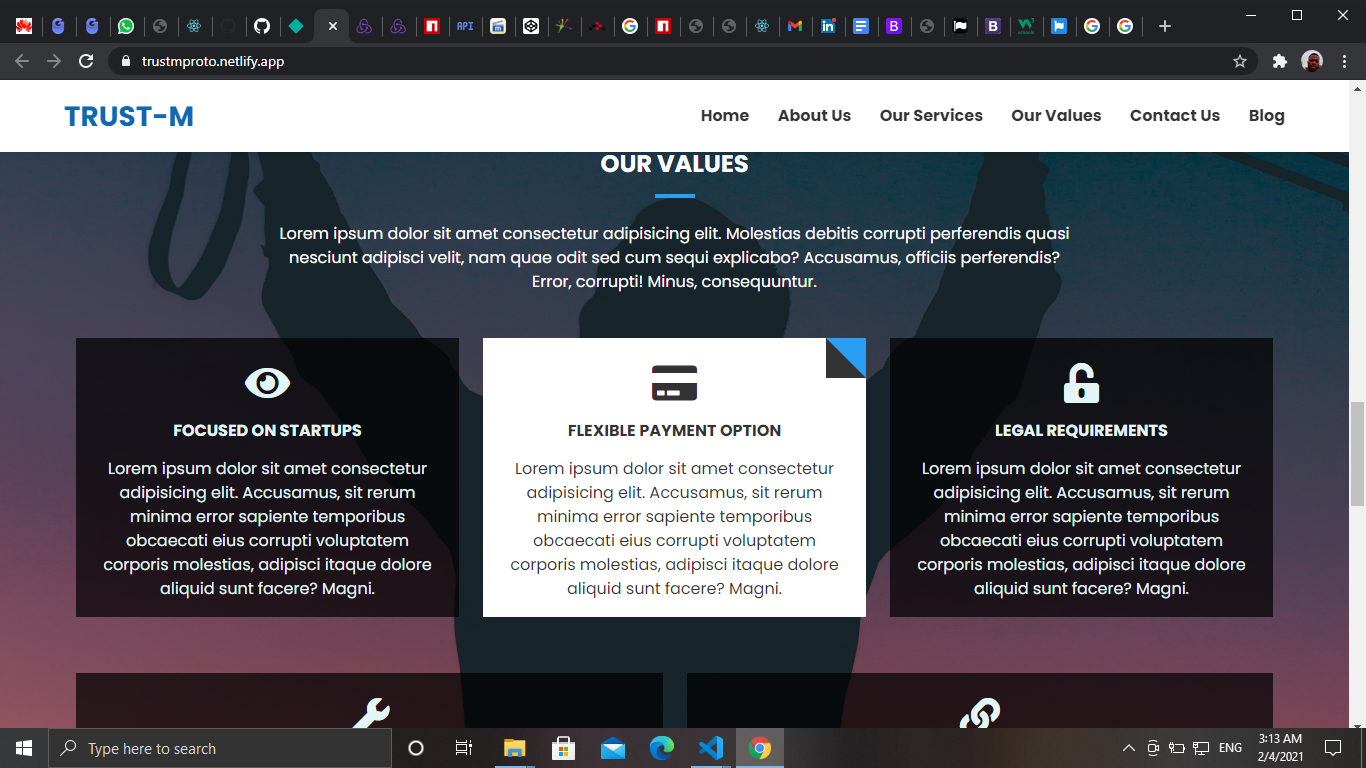 API
trustmproto.netlify.app
TRUST-M
Home About Us Our Services Our Values Contact Us Blog
OUR VALUES
Lorem ipsum dolor sit amet consectetur adipisicing elit. Molestias debitis corrupti perferendis quasi
nesciunt adipisci velit, nam quae odit sed cum sequi explicabo? Accusamus, officiis perferendis?
Error, corrupti! Minus, consequuntur.
FOCUSED ON STARTUPS
Lorem ipsum dolor sit amet consectetur
adipisicing elit. Accusamus, sit rerum
minima error sapiente temporibus
obcaecati eius corrupti voluptatem
corporis molestias, adipisci itaque dolore
aliquid sunt facere? Magni.
FLEXIBLE PAYMENT OPTION
Lorem ipsum dolor sit amet consectetur
adipisicing elit. Accusamus, sit rerum
minima error sapiente temporibus
obcaecati eius corrupti voluptatem
corporis molestias, adipisci itaque dolore
aliquid sunt facere? Magni.
LEGAL REQUIREMENTS
Lorem ipsum dolor sit amet consectetur
adipisicing elit. Accusamus, sit rerum
minima error sapiente temporibus
obcaecati eius corrupti voluptatem
corporis molestias, adipisci itaque dolore
aliquid sunt facere? Magni.
Type here to search
ENG
3:13 AM
2/4/2021